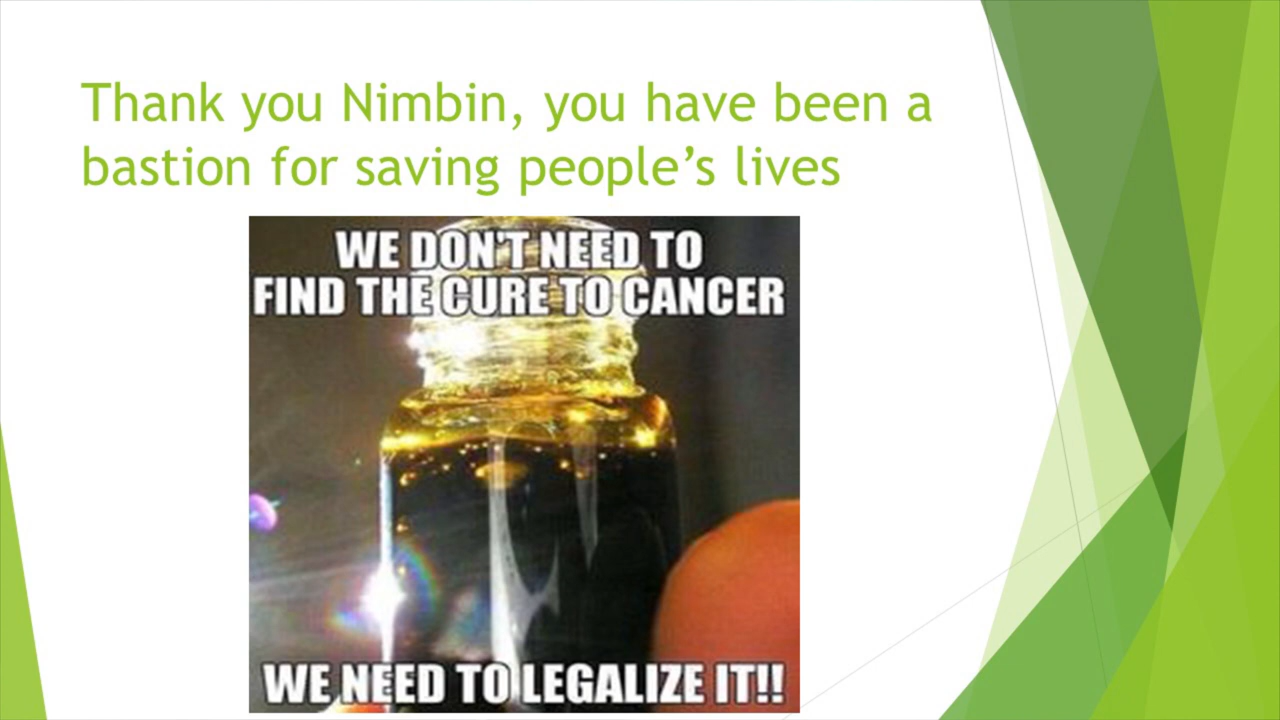 Thank you Nimbin, you have been a
bastion for saving people’s lives
WE DON'T NEED TO
FIND THE CURE TO CANCER
WE NEED TO LEGALIZE IT!!